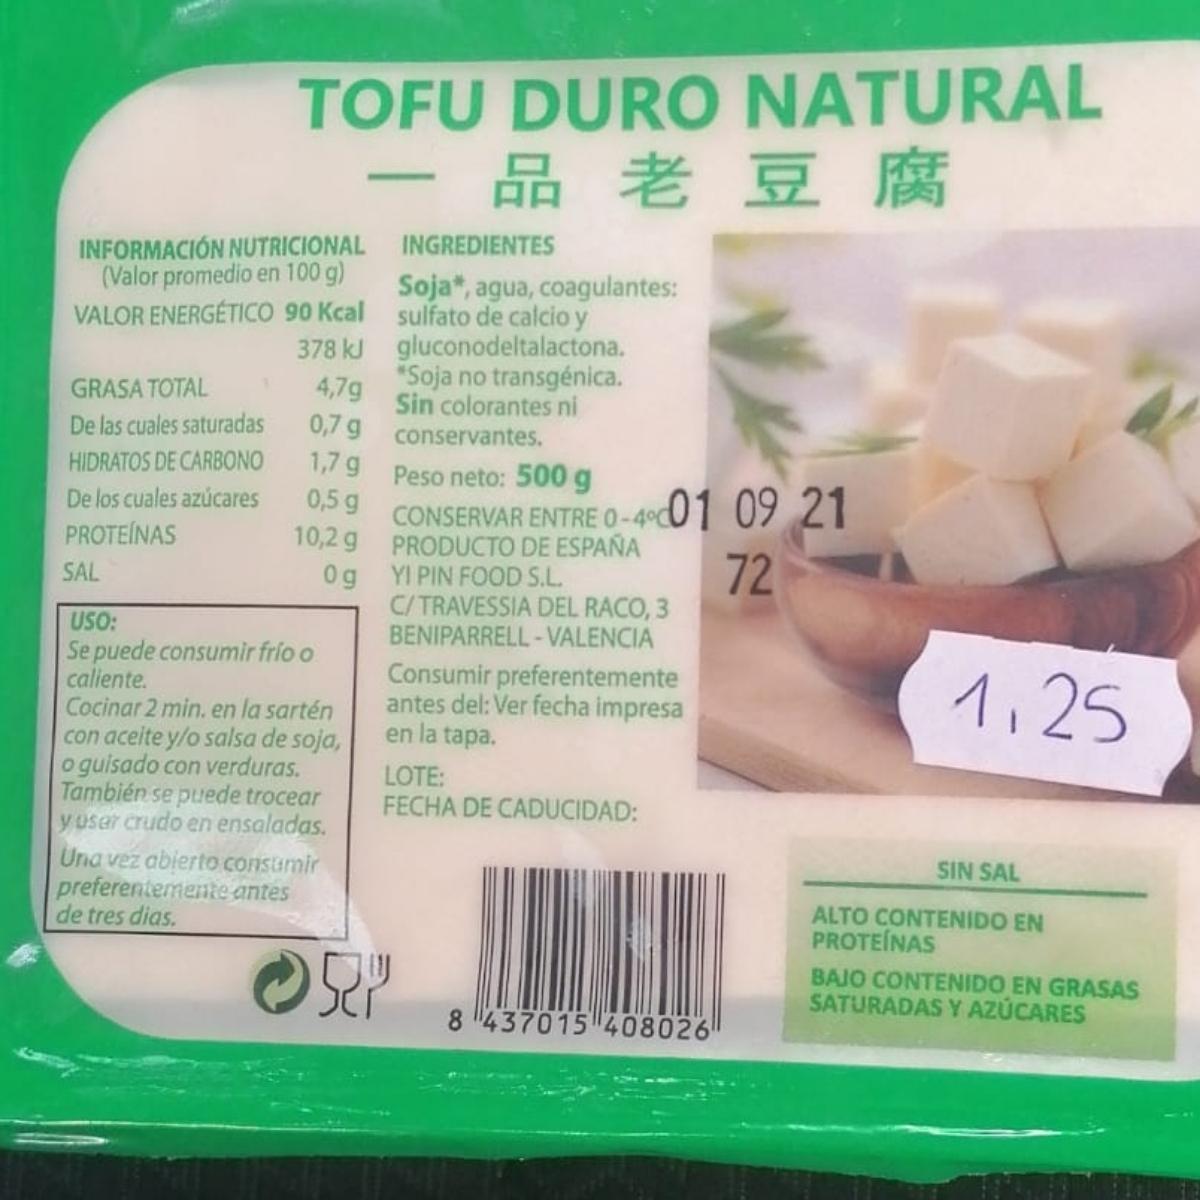 TOFU DURO NATURAL
一品老豆腐
INFORMACIÓN NUTRICIONAL
(Valor promedio en 100 g)
VALOR ENERGÉTICO 90 Kcal
378 kJ
GRASA TOTAL 4,7g
De las cuales saturadas 0,7 g
HIDRATOS DE CARBONO 1,7 g
De los cuales azúcares 0,5 g
PROTEÍNAS 10,2 g
SAL 0 g
USO:
Se puede consumir frío o
caliente.
Cocinar 2 min. en la sartén
con aceite y/o salsa de soja,
o guisado con verduras.
También se puede trocear
y usar crudo en ensaladas.
Una vez abierto consumir
preferentemente antes
de tres dias.
INGREDIENTES
Soja*, agua, coagulantes:
sulfato de calcio y
gluconodeltalactona.
*Soja no transgénica.
Sin colorantes ni
conservantes.
Peso neto: 500 g
CONSERVAR ENTRE 0-4ºC
PRODUCTO DE ESPAÑA
YI PIN FOOD S.L.
C/ TRAVESSIA DEL RACO, 3
BENIPARRELL - VALENCIA
Consumir preferentemente
antes del: Ver fecha impresa
en la tapa.
LOTE:
FECHA DE CADUCIDAD:
8 437015 408026
01 09 21
72
1,25
SIN SAL
ALTO CONTENIDO EN
PROTEÍNAS
BAJO CONTENIDO EN GRASAS
SATURADAS Y AZÚCARES